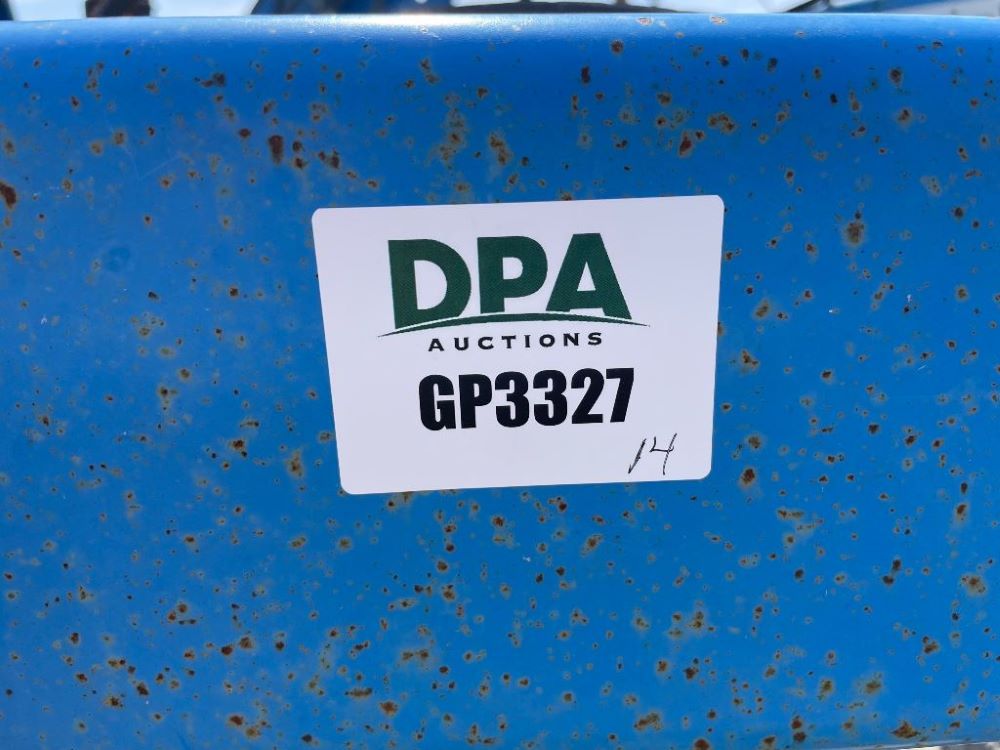 DPA
AUCTIONS
GP3327
14